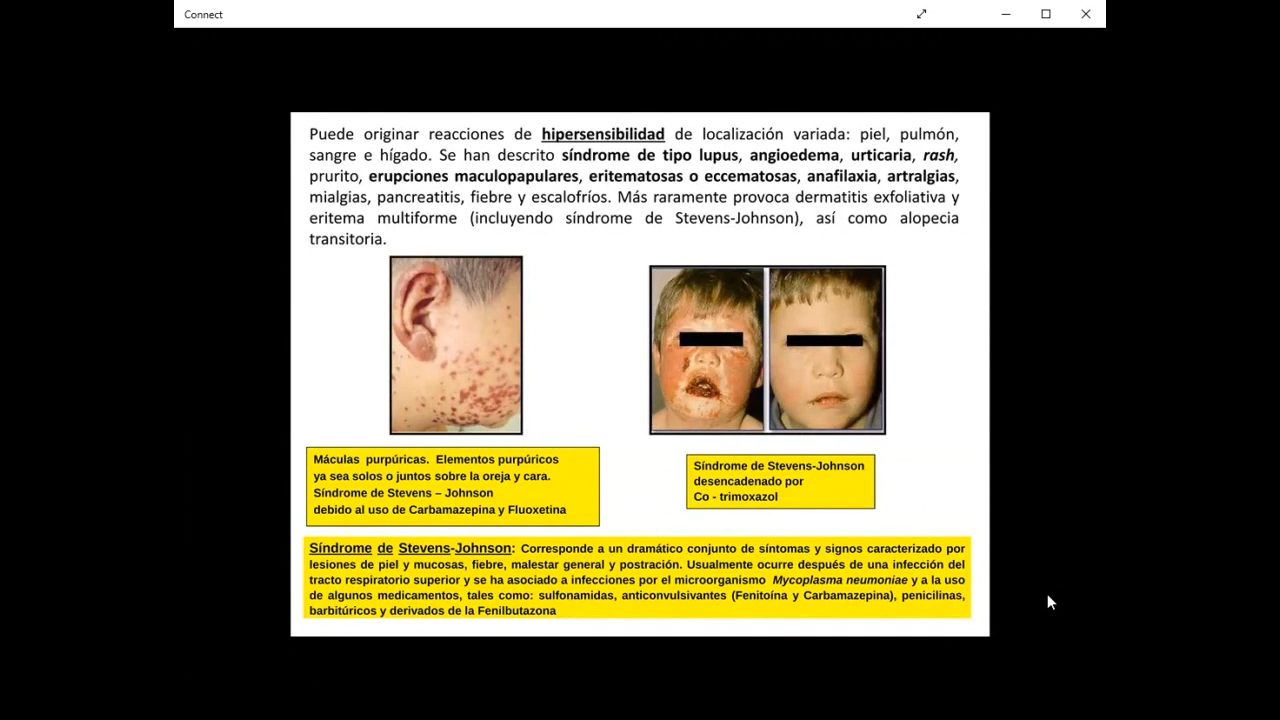 Connect
Puede originar reacciones de hipersensibilidad de localización variada: piel, pulmón,
sangre e hígado. Se han descrito síndrome de tipo lupus, angioedema, urticaria, rash,
prurito, erupciones maculopapulares, eritematosas o eccematosas, anafilaxia, artralgias,
mialgias, pancreatitis, fiebre y escalofríos. Más raramente provoca dermatitis exfoliativa y
eritema multiforme (incluyendo síndrome de Stevens-Johnson), así como alopecia
transitoria.
Máculas purpúricas. Elementos purpúricos
ya sea solos o juntos sobre la oreja y cara.
Síndrome de Stevens – Johnson
debido al uso de Carbamazepina y Fluoxetina
Síndrome de Stevens-Johnson
desencadenado por
Co - trimoxazol
Síndrome de Stevens-Johnson: Corresponde a un dramático conjunto de síntomas y signos caracterizado por
lesiones de piel y mucosas, fiebre, malestar general y postración. Usualmente ocurre después de una infección del
tracto respiratorio superior y se ha asociado a infecciones por el microorganismo Mycoplasma neumoniae y a la uso
de algunos medicamentos, tales como: sulfonamidas, anticonvulsivantes (Fenitoína y Carbamazepina), penicilinas,
barbitúricos y derivados de la Fenilbutazona